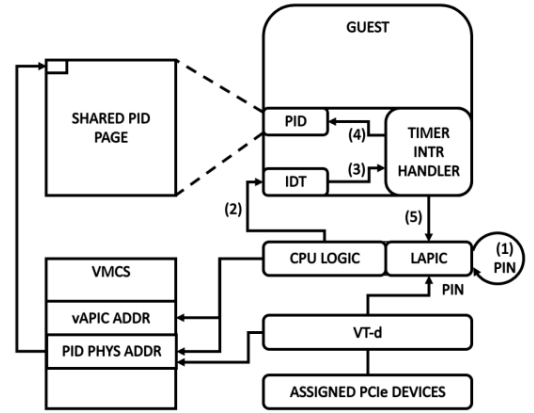 GUEST
SHARED PID
PAGE
PID
(4)
TIMER
INTR
HANDLER
(3)
IDT
(2)
(5)
CPU LOGIC
LAPIC
(1)
PIN
VMCS
PIN
vAPIC ADDR
VT-d
PID PHYS ADDR
ASSIGNED PCIe DEVICES